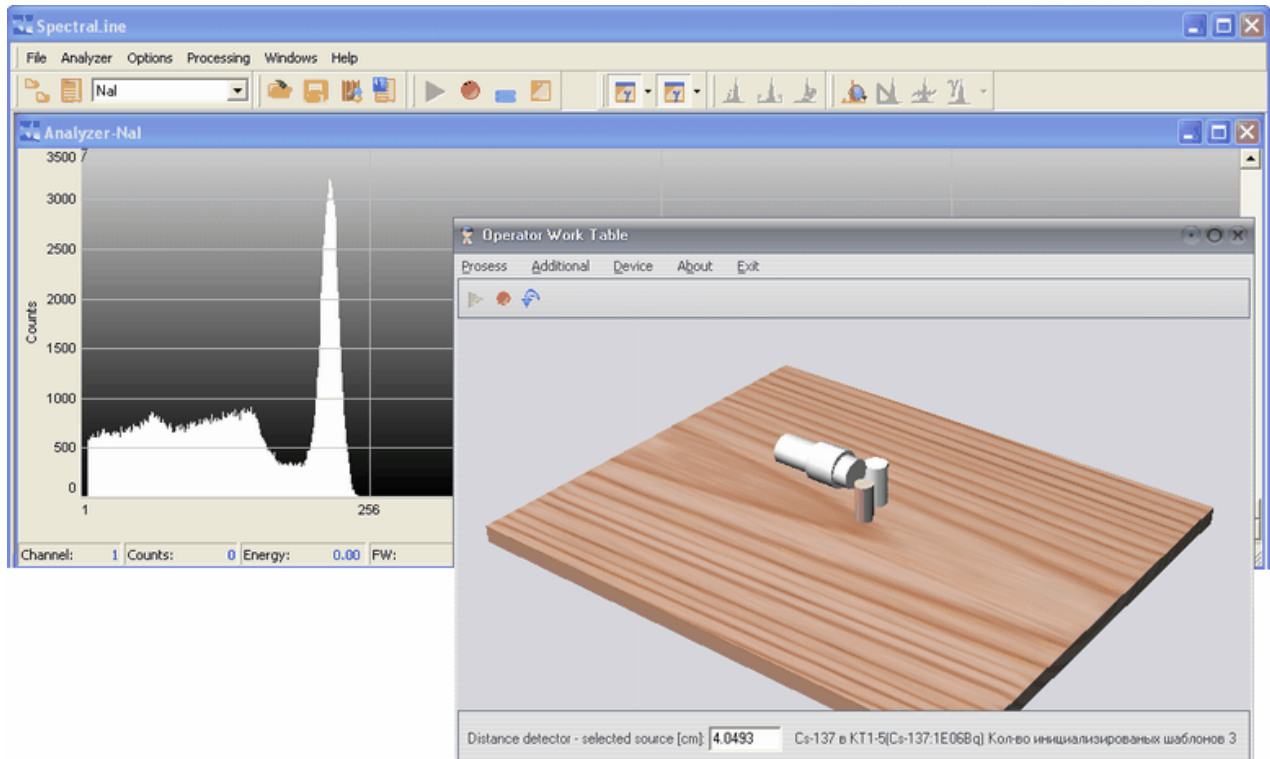 SpectraLine
File Analyzer Options Processing Windows Help
NaI
Analyzer-NaI
3500
3000
2500
2000
1500
1000
500
0
Counts
1 256
Channel: 1 Counts: 0 Energy: 0.00 FW:
Operator Work Table
Prosess Additional Device About Exit
Distance detector - selected source [cm]: 4.0493 Cs-137 в КТ1-5(Cs-137:1E06Bq) Кол-во инициализированых шаблонов 3